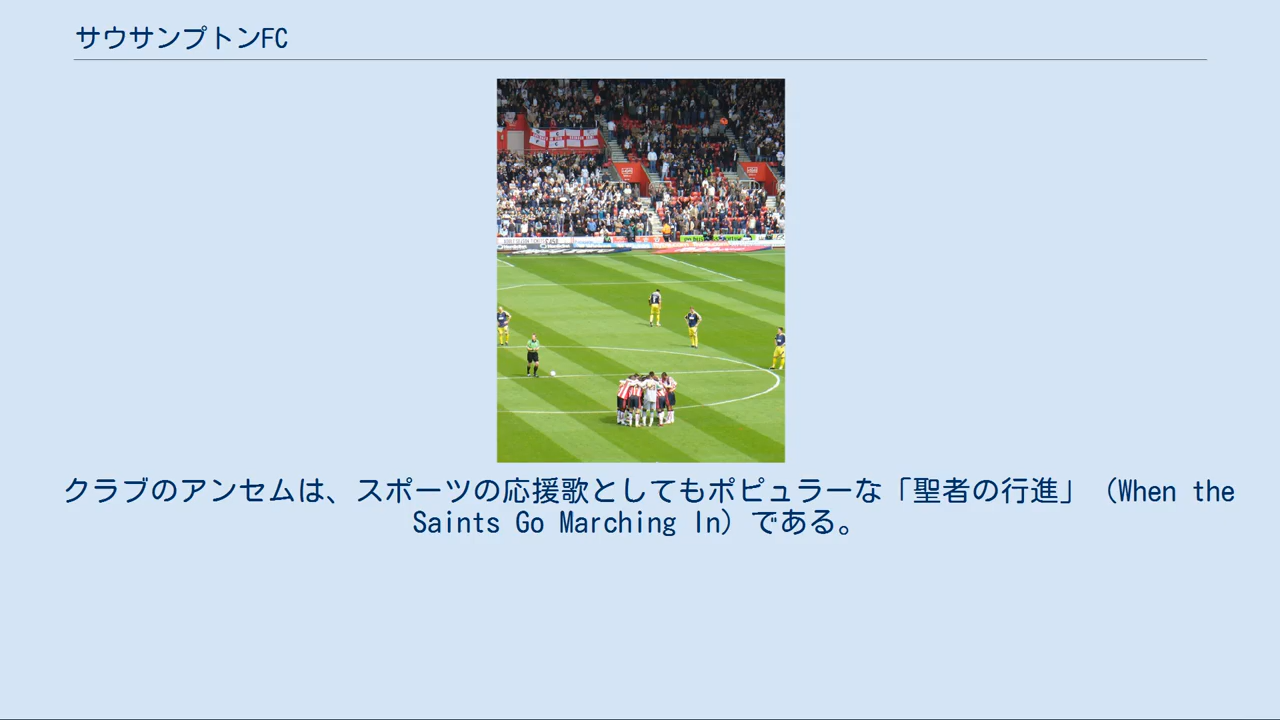 サウサンプトンFC
クラブのアンセムは、スポーツの応援歌としてもポピュラーな「聖者の行進」（When the
Saints Go Marching In）である。